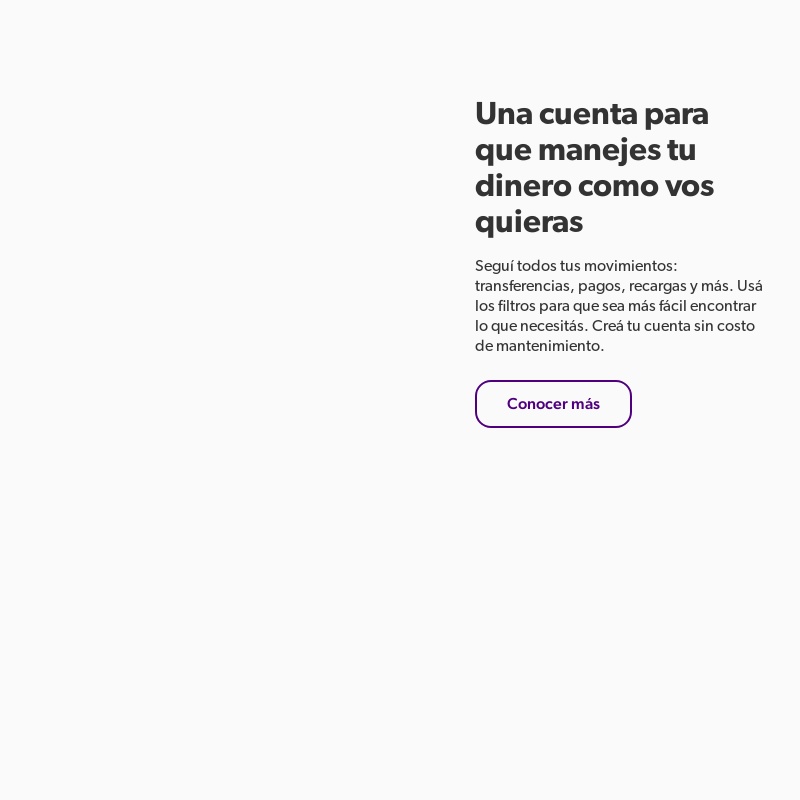 Una cuenta para
que manejes tu
dinero como vos
quieras
Seguí todos tus movimientos:
transferencias, pagos, recargas y más. Usá
los filtros para que sea más fácil encontrar
lo que necesitás. Creá tu cuenta sin costo
de mantenimiento.
Conocer más